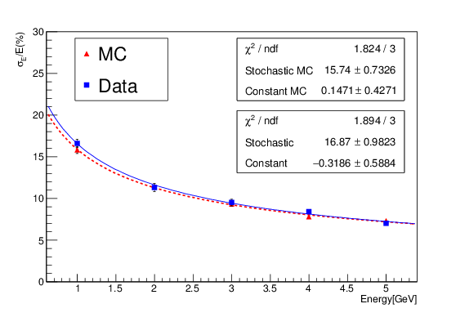 σE/E(%)
30
25
20
15
10
5
0
MC
Data
χ² / ndf 1.824 / 3
Stochastic MC 15.74 ± 0.7326
Constant MC 0.1471 ± 0.4271
χ² / ndf 1.894 / 3
Stochastic 16.87 ± 0.9823
Constant −0.3186 ± 0.5884
1 1.5 2 2.5 3 3.5 4 4.5 5
Energy[GeV]